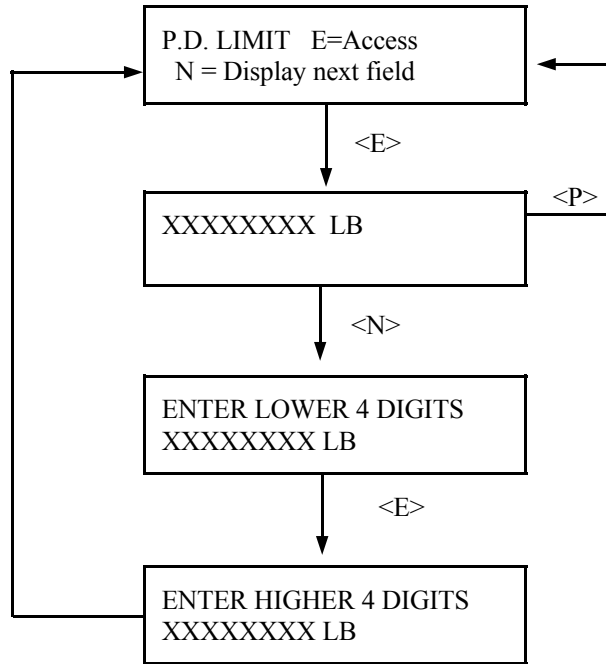 P.D. LIMIT E=Access
N = Display next field
<E>
XXXXXXXX LB
<P>
<N>
ENTER LOWER 4 DIGITS
XXXXXXXX LB
<E>
ENTER HIGHER 4 DIGITS
XXXXXXXX LB